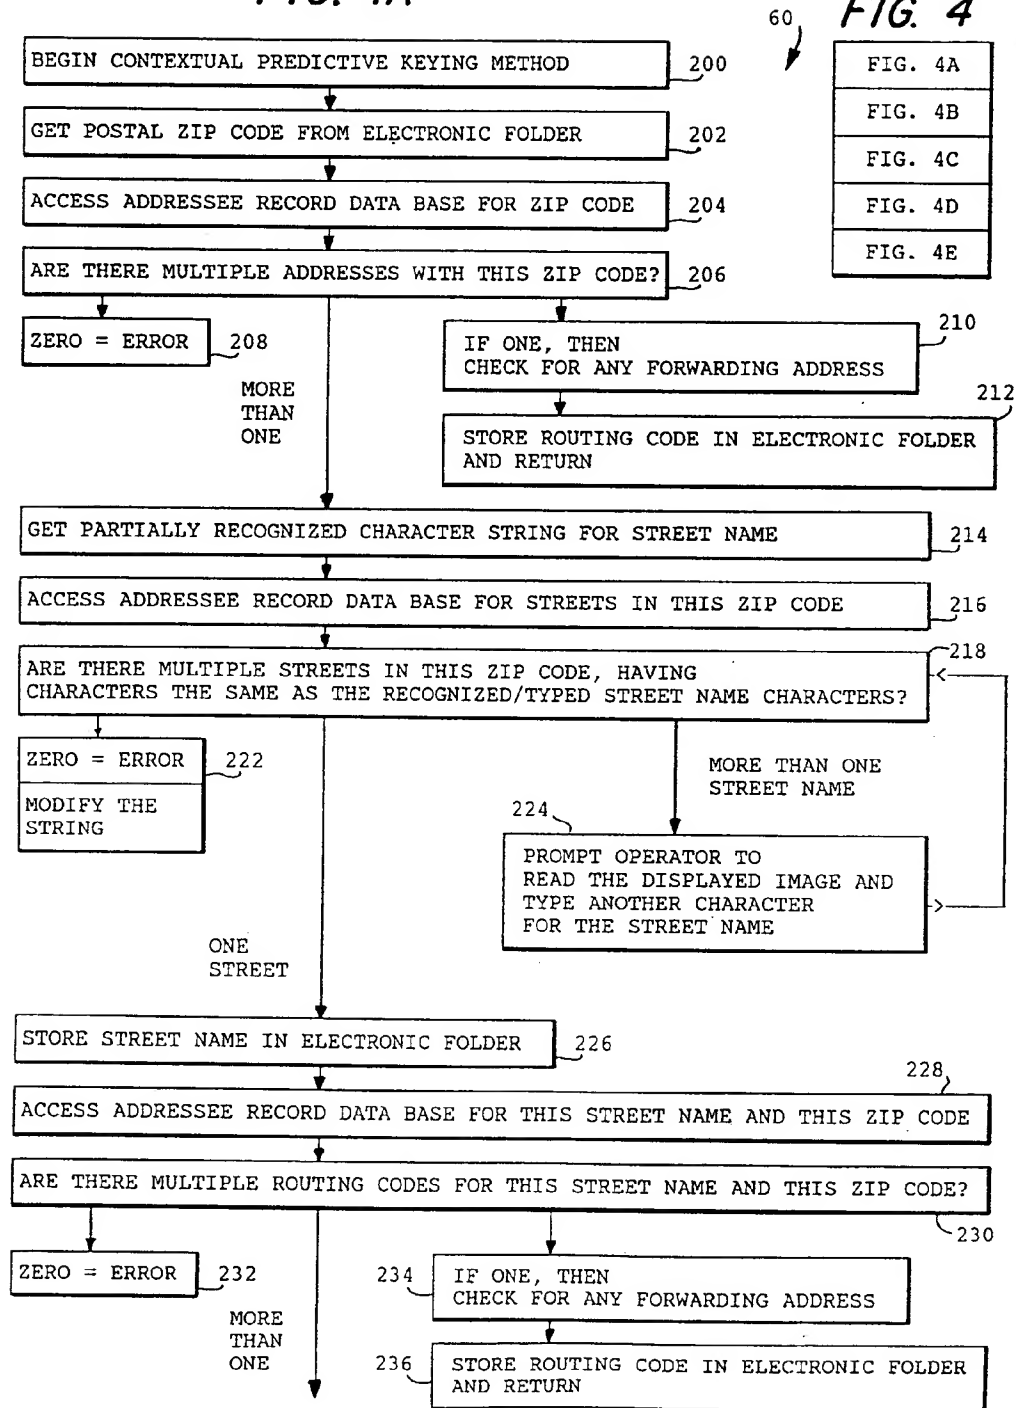 FIG. 4A
FIG. 4
60
FIG. 4A
FIG. 4B
FIG. 4C
FIG. 4D
FIG. 4E
BEGIN CONTEXTUAL PREDICTIVE KEYING METHOD
200
GET POSTAL ZIP CODE FROM ELECTRONIC FOLDER
202
ACCESS ADDRESSEE RECORD DATA BASE FOR ZIP CODE
204
ARE THERE MULTIPLE ADDRESSES WITH THIS ZIP CODE?
206
ZERO = ERROR
208
MORE
THAN
ONE
IF ONE, THEN
CHECK FOR ANY FORWARDING ADDRESS
210
STORE ROUTING CODE IN ELECTRONIC FOLDER
AND RETURN
212
GET PARTIALLY RECOGNIZED CHARACTER STRING FOR STREET NAME
214
ACCESS ADDRESSEE RECORD DATA BASE FOR STREETS IN THIS ZIP CODE
216
ARE THERE MULTIPLE STREETS IN THIS ZIP CODE, HAVING
CHARACTERS THE SAME AS THE RECOGNIZED/TYPED STREET NAME CHARACTERS?
218
ZERO = ERROR
MODIFY THE
STRING
222
MORE THAN ONE
STREET NAME
224
PROMPT OPERATOR TO
READ THE DISPLAYED IMAGE AND
TYPE ANOTHER CHARACTER
FOR THE STREET NAME
ONE
STREET
STORE STREET NAME IN ELECTRONIC FOLDER
226
228
ACCESS ADDRESSEE RECORD DATA BASE FOR THIS STREET NAME AND THIS ZIP CODE
ARE THERE MULTIPLE ROUTING CODES FOR THIS STREET NAME AND THIS ZIP CODE?
230
ZERO = ERROR
232
MORE
THAN
ONE
234
IF ONE, THEN
CHECK FOR ANY FORWARDING ADDRESS
236
STORE ROUTING CODE IN ELECTRONIC FOLDER
AND RETURN